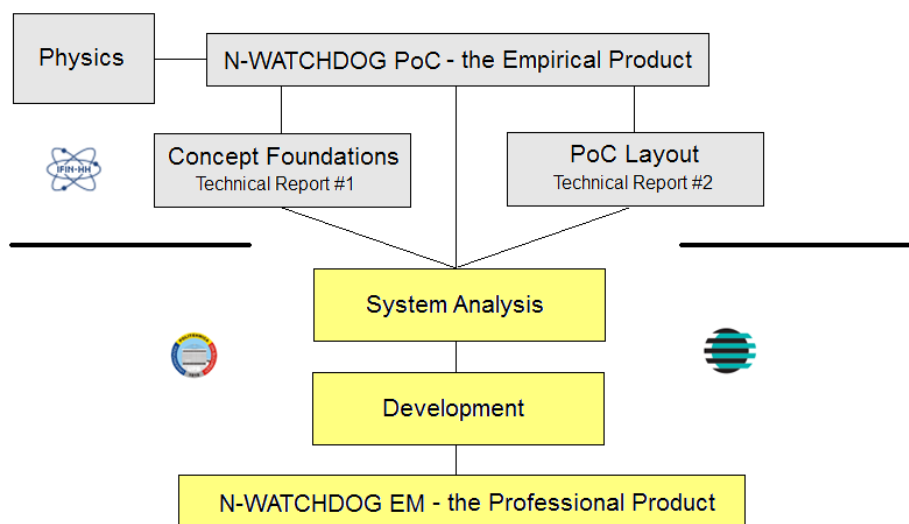 Physics
N-WATCHDOG PoC - the Empirical Product
Concept Foundations
Technical Report #1
PoC Layout
Technical Report #2
IFIN-HH
System Analysis
POLITEHNICA
Development
N-WATCHDOG EM - the Professional Product